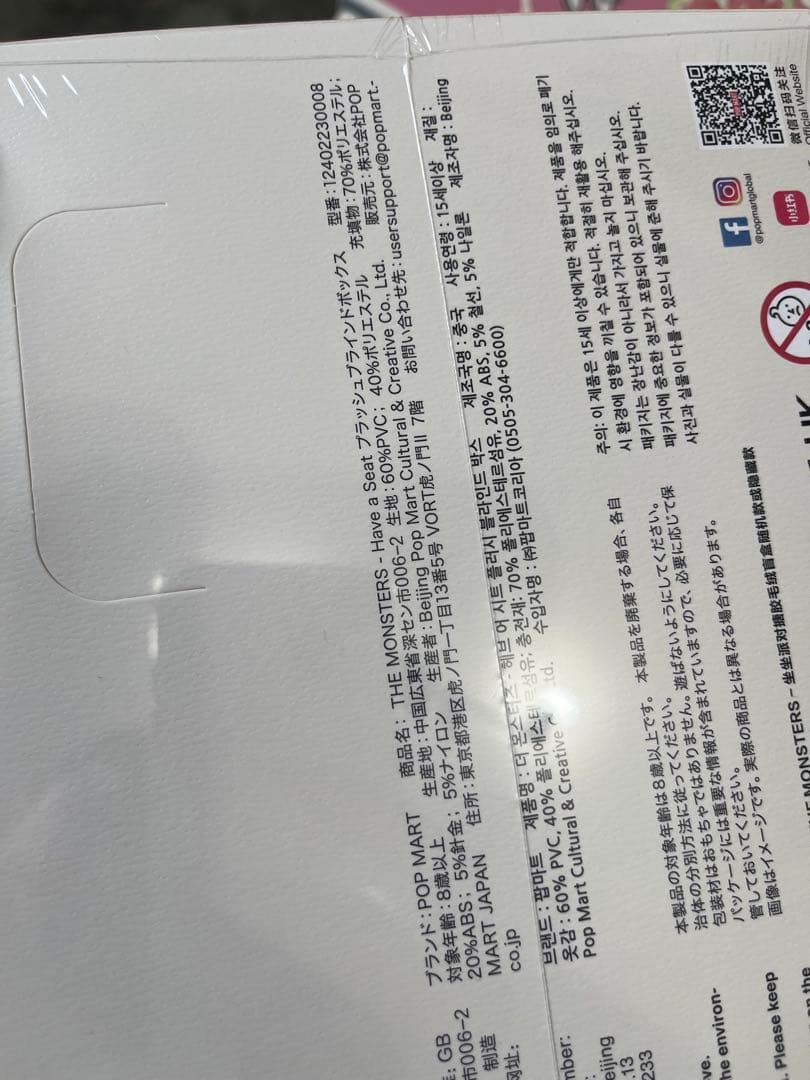 ブランド：POP MART 商品名： THE MONSTERS - Have a Seat プラッシュブラインドボックス 型番：12402230008
対象年齢：8歳以上 生産地：中国広東省深セン市006-2 生地：60%PVC； 40%ポリエステル 充填物：70%ポリエステル；
20%ABS； 5%針金； 5%ナイロン 生産者：Beijing Pop Mart Cultural & Creative Co., Ltd. 販売元：株式会社POP
MART JAPAN 住所：東京都港区虎ノ門一丁目13番5号 VORT虎ノ門II 7階 お問い合わせ先：usersupport@popmart-
co.jp
브랜드 : 팝마트 제품명 : 더 몬스터즈 - 헤브 어 시트 플러시 블라인드 박스 제조국명 : 중국 사용연령 : 15세이상 재질 :
옷감 : 60% PVC, 40% 폴리에스테르섬유; 충전재: 70% 폴리에스테르섬유, 20% ABS, 5% 철선, 5% 나일론 제조자명 : Beijing
Pop Mart Cultural & Creative td. 수입자명 : ㈜팝마트코리아 (0505-304-6600)
本製品の対象年齢は8歳以上です。 本製品を廃棄する場合、各自
治体の分別方法に従ってください。
包装材はおもちゃではありません。遊ばないようにしてください。
パッケージには重要な情報が含まれていますので、必要に応じて保
管しておいてください。
画像はイメージです。実際の商品とは異なる場合があります。
주의: 이 제품은 15세 이상에게만 적합합니다. 제품을 임의로 폐기
시 환경에 영향을 끼칠 수 있습니다. 적절히 재활용 해주십시오.
패키지는 장난감이 아니라서 가지고 놀지 마십시오.
패키지에 중요한 정보가 포함되어 있으니 보관해 주십시오.
사진과 실물이 다를 수 있으니 실물에 준해 주시기 바랍니다.
@popmartglobal
小红书
微信扫码关注
Official Website
MONSTERS - 坐坐派对搪胶毛绒盲盒随机款或隐藏款
UK
: GB
市006-2
制造
网址：
mber:
eijing
.13
233
ve.
he environ-
. Please keep
on the